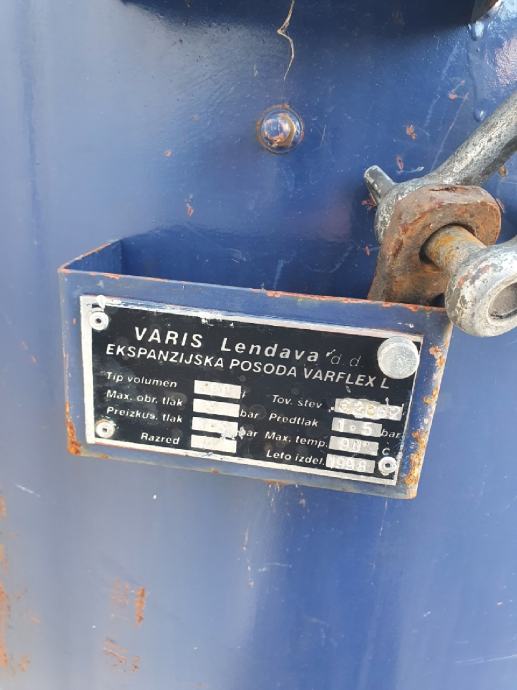 VARIS Lendava d.d.
EKSPANZIJSKA POSODA VARFLEX L
Tip volumen Tov. stev.
Max. obr. tlak bar Predtlak 1.5 bar
Preizkus. tlak bar Max. temp. C
Razred Leto izdel. 1998